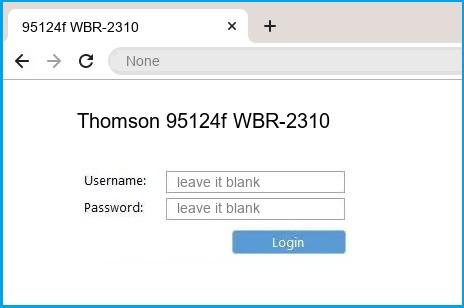 95124f WBR-2310
None
Thomson 95124f WBR-2310
Username: leave it blank
Password: leave it blank
Login